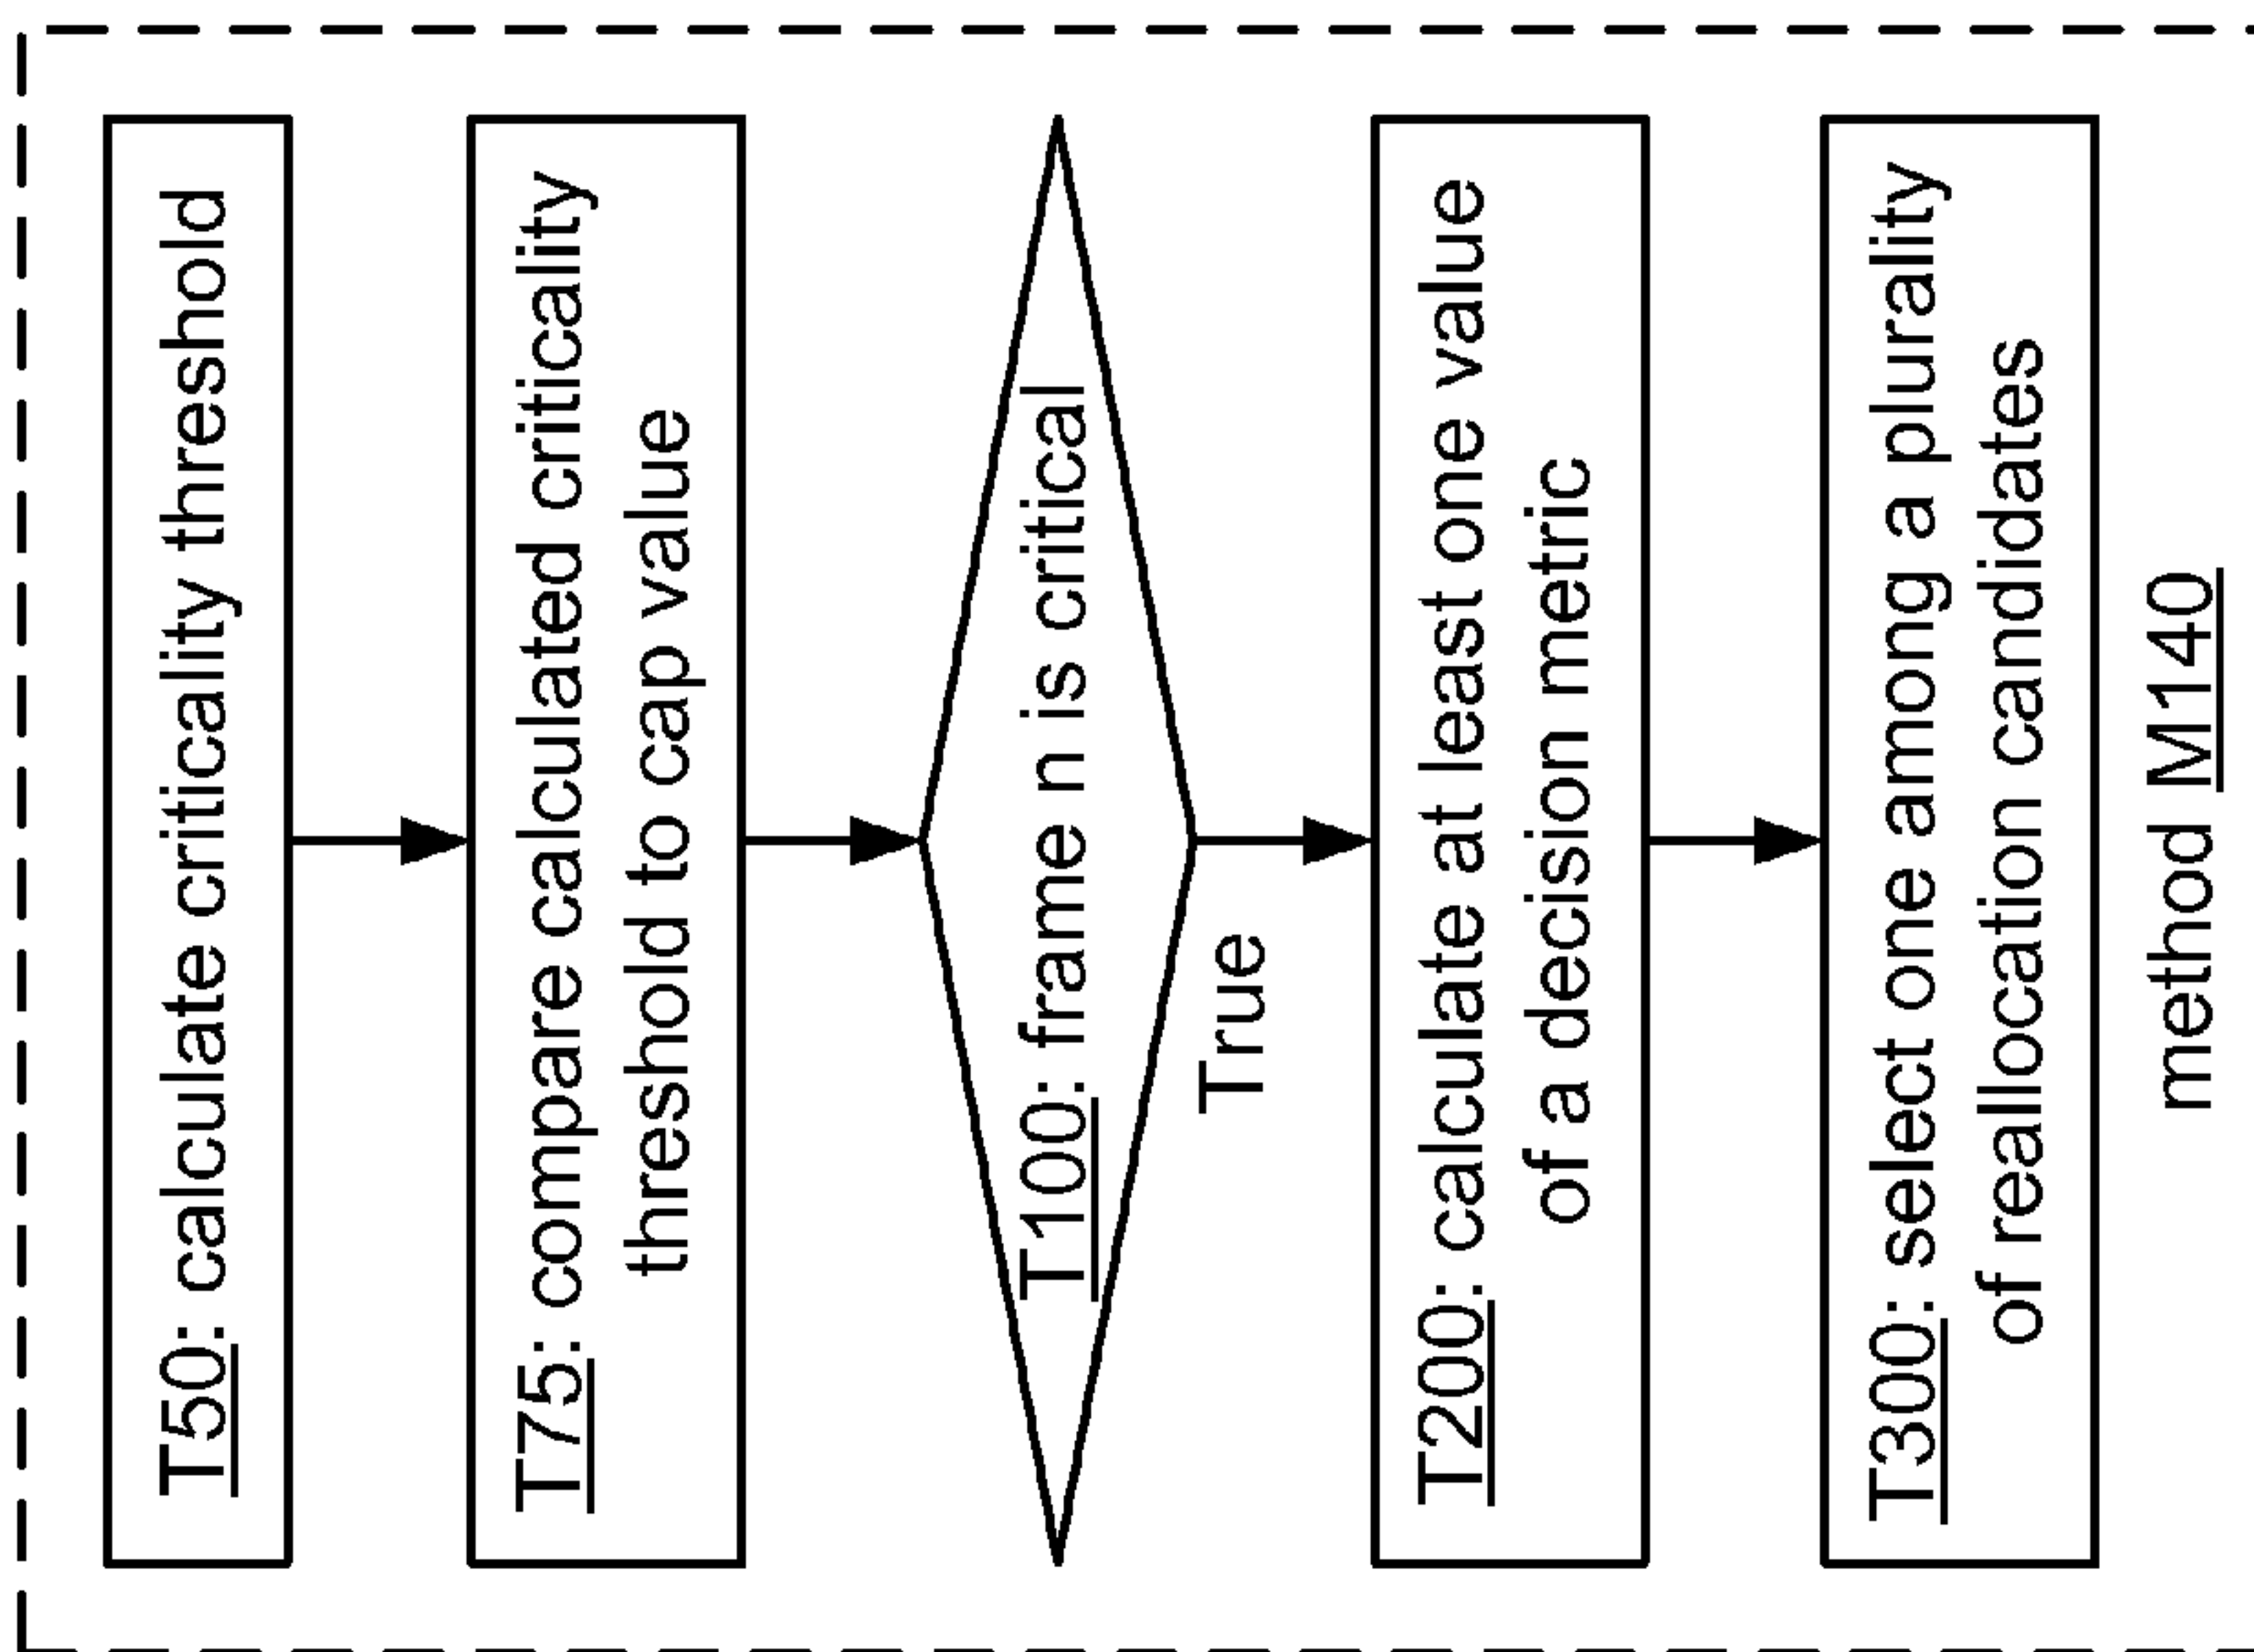 T50: calculate criticality threshold
T75: compare calculated criticality
threshold to cap value
T100: frame n is critical
True
T200: calculate at least one value
of a decision metric
T300: select one among a plurality
of reallocation candidates
method M140